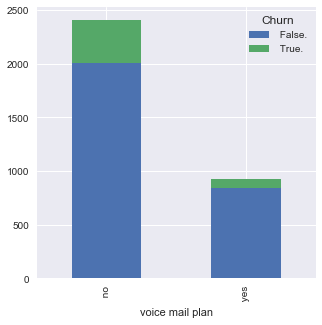 2500
2000
1500
1000
500
0
Churn
False.
True.
no
yes
voice mail plan